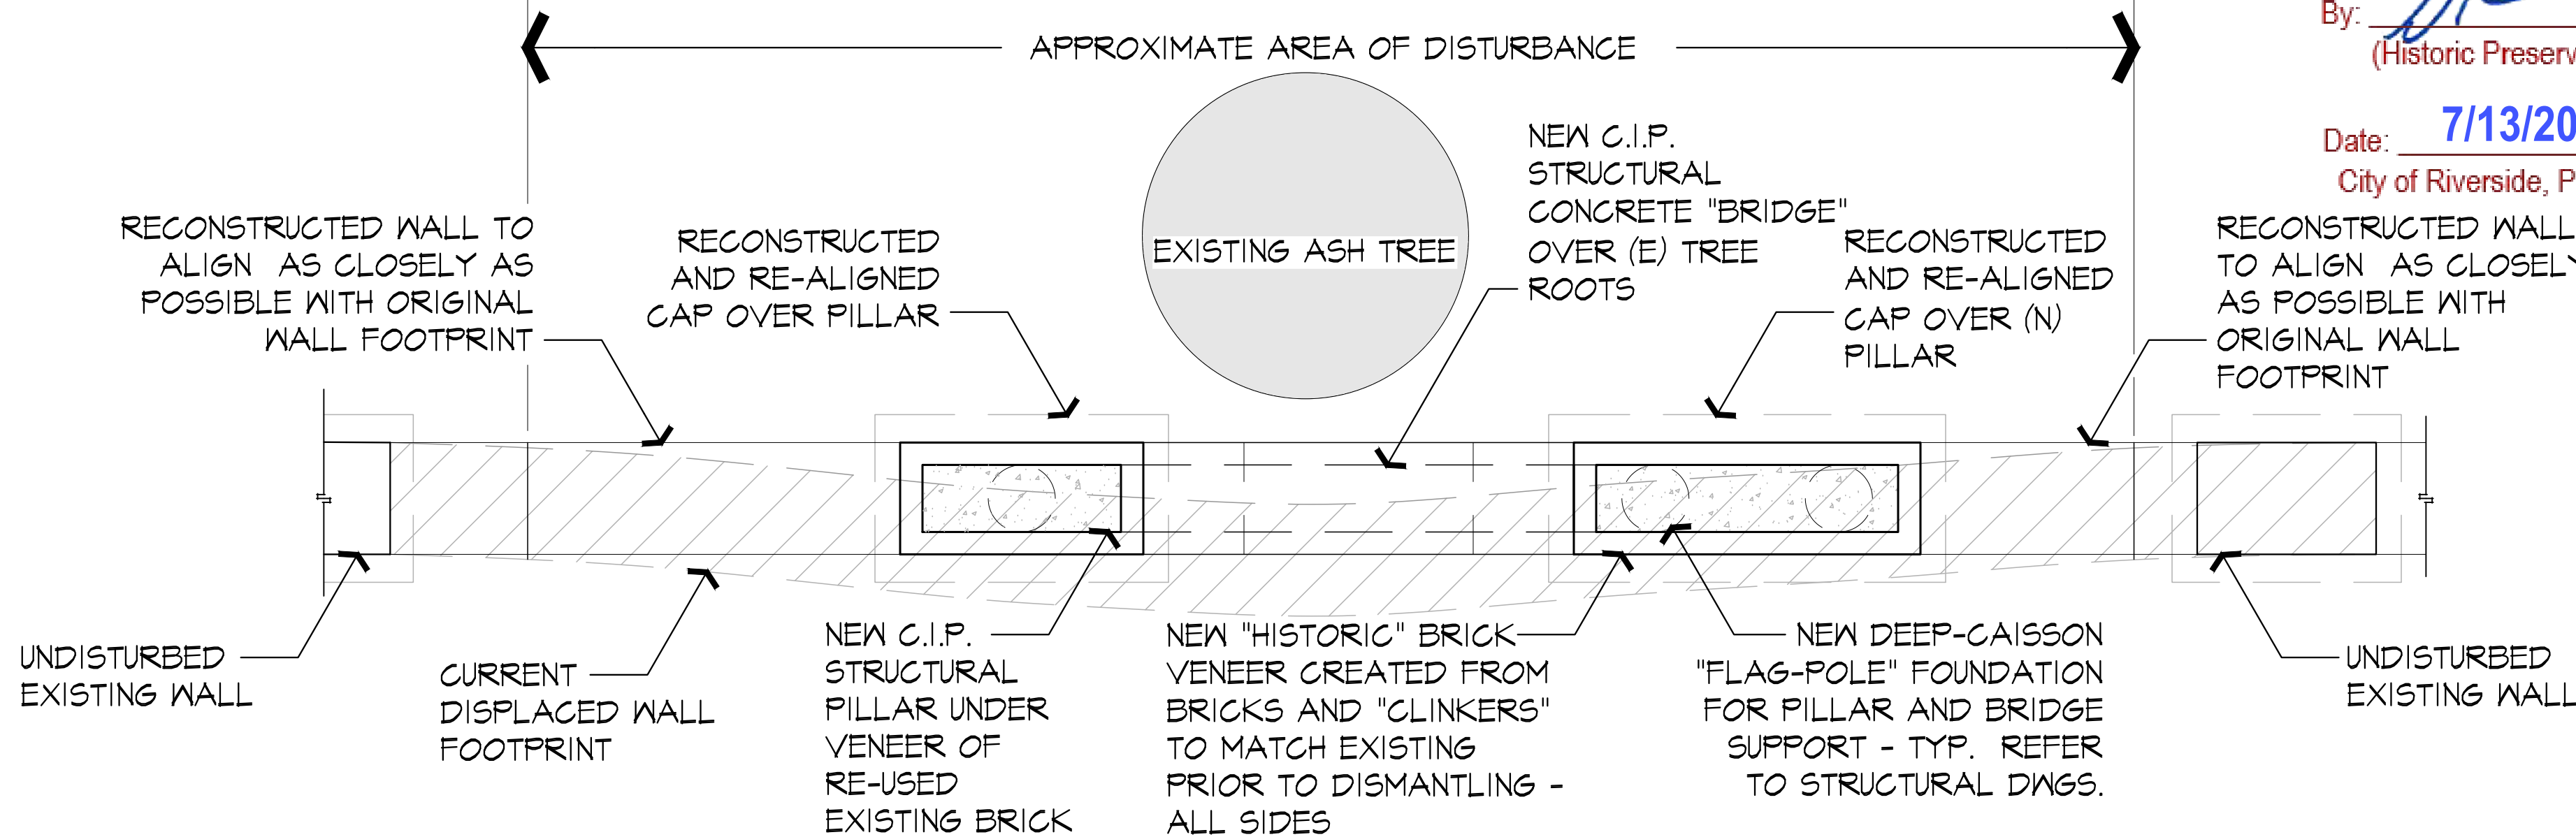 APPROXIMATE AREA OF DISTURBANCE
By:
(Historic
Date: 7/13/20
City of Riverside,
RECONSTRUCTED WALL TO
ALIGN AS CLOSELY AS
POSSIBLE WITH ORIGINAL
WALL FOOTPRINT
RECONSTRUCTED
AND RE-ALIGNED
CAP OVER PILLAR
EXISTING ASH TREE
NEW C.I.P.
STRUCTURAL
CONCRETE "BRIDGE"
OVER (E) TREE
ROOTS
RECONSTRUCTED
AND RE-ALIGNED
CAP OVER (N)
PILLAR
RECONSTRUCTED WALL
TO ALIGN AS CLOSELY
AS POSSIBLE WITH
ORIGINAL WALL
FOOTPRINT
UNDISTURBED
EXISTING WALL
CURRENT
DISPLACED WALL
FOOTPRINT
NEW C.I.P.
STRUCTURAL
PILLAR UNDER
VENEER OF
RE-USED
EXISTING BRICK
NEW "HISTORIC" BRICK
VENEER CREATED FROM
BRICKS AND "CLINKERS"
TO MATCH EXISTING
PRIOR TO DISMANTLING -
ALL SIDES
NEW DEEP-CAISSON
"FLAG-POLE" FOUNDATION
FOR PILLAR AND BRIDGE
SUPPORT - TYP. REFER
TO STRUCTURAL DWGS.
UNDISTURBED
EXISTING WALL